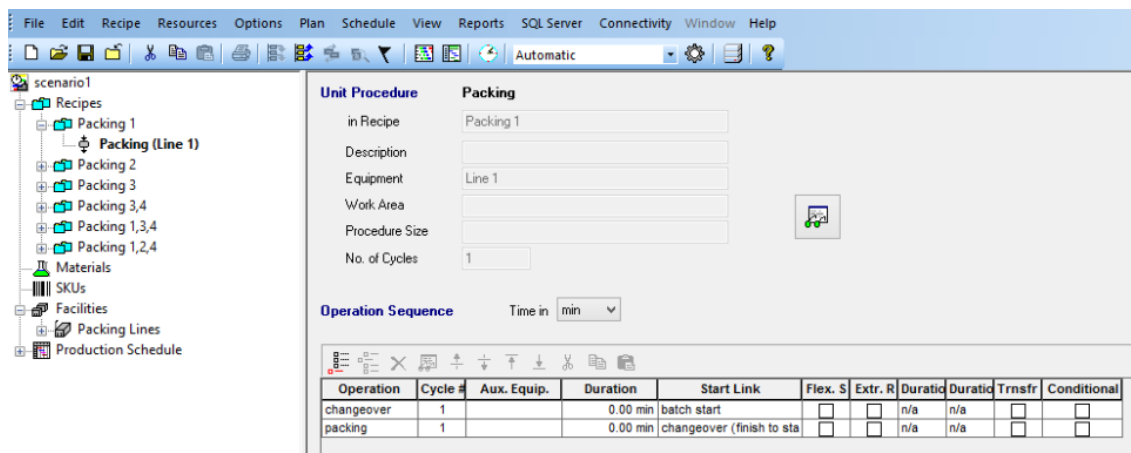 File Edit Recipe Resources Options Plan Schedule View Reports SQL Server Connectivity Window Help
Automatic
scenario1
Recipes
Packing 1
Packing (Line 1)
Packing 2
Packing 3
Packing 3,4
Packing 1,3,4
Packing 1,2,4
Materials
SKUs
Facilities
Packing Lines
Production Schedule
Unit Procedure Packing
in Recipe Packing 1
Description
Equipment Line 1
Work Area
Procedure Size
No. of Cycles 1
Operation Sequence Time in min
Operation Cycle # Aux. Equip. Duration Start Link Flex. S Extr. R Duratio Duratio Trnsfr Conditional
changeover 1 0.00 min batch start n/a n/a
packing 1 0.00 min changeover (finish to sta n/a n/a